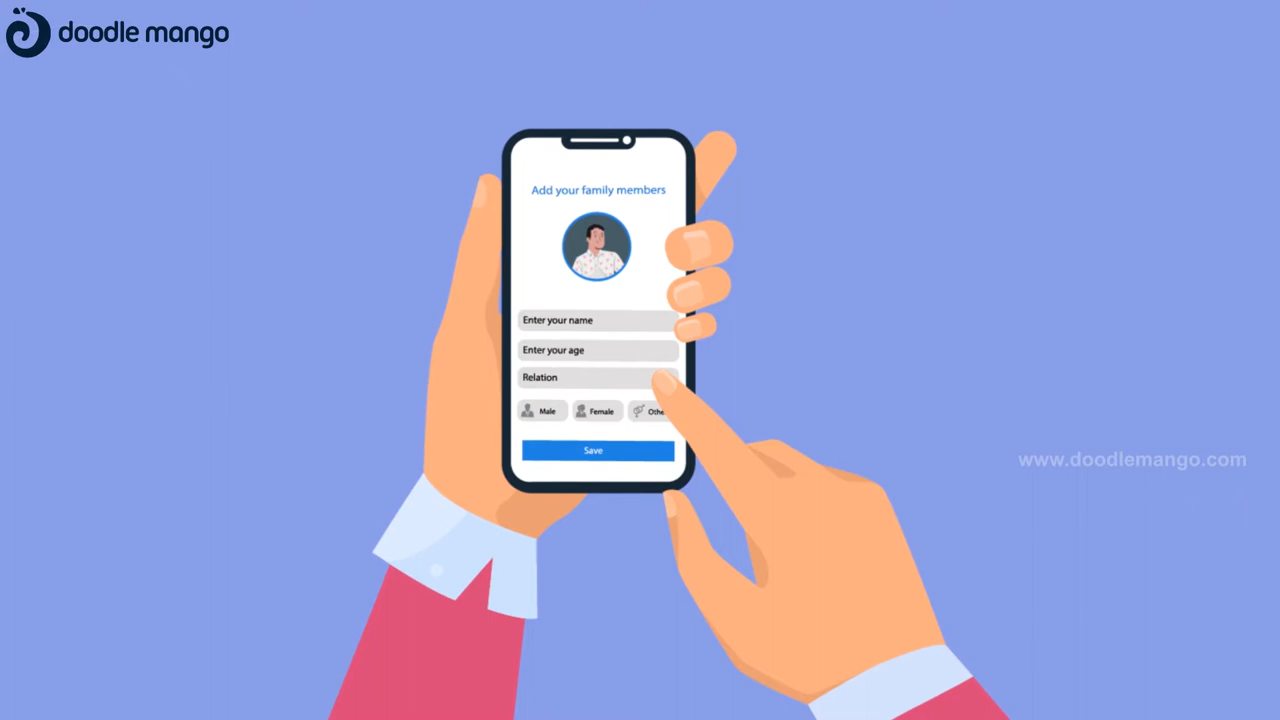 doodle mango
Add your family members
Enter your name
Enter your age
Relation
Male Female
Save
www.doodlemango.com